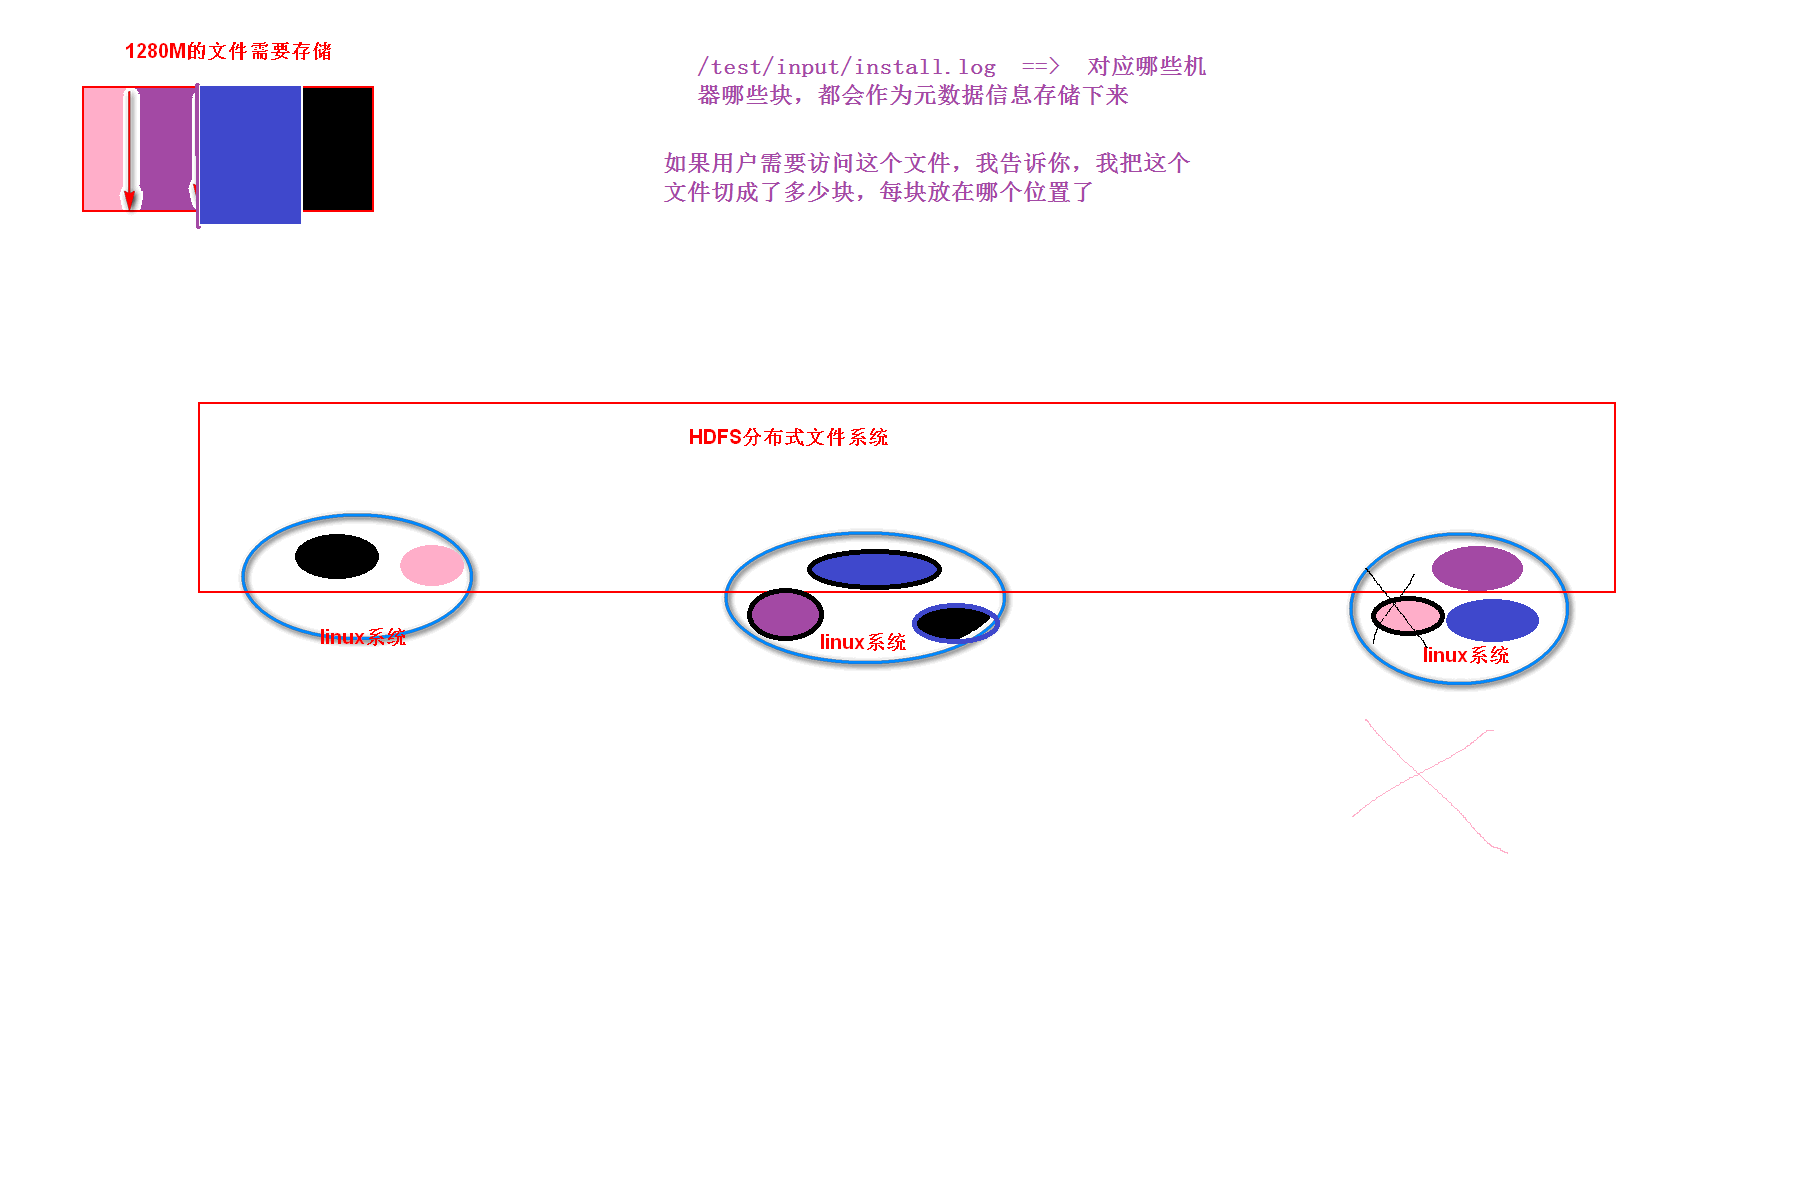 1280M的文件需要存储
/test/input/install.log ==> 对应哪些机
器哪些块，都会作为元数据信息存储下来
如果用户需要访问这个文件，我告诉你，我把这个
文件切成了多少块，每块放在哪个位置了
HDFS分布式文件系统
linux系统
linux系统
linux系统